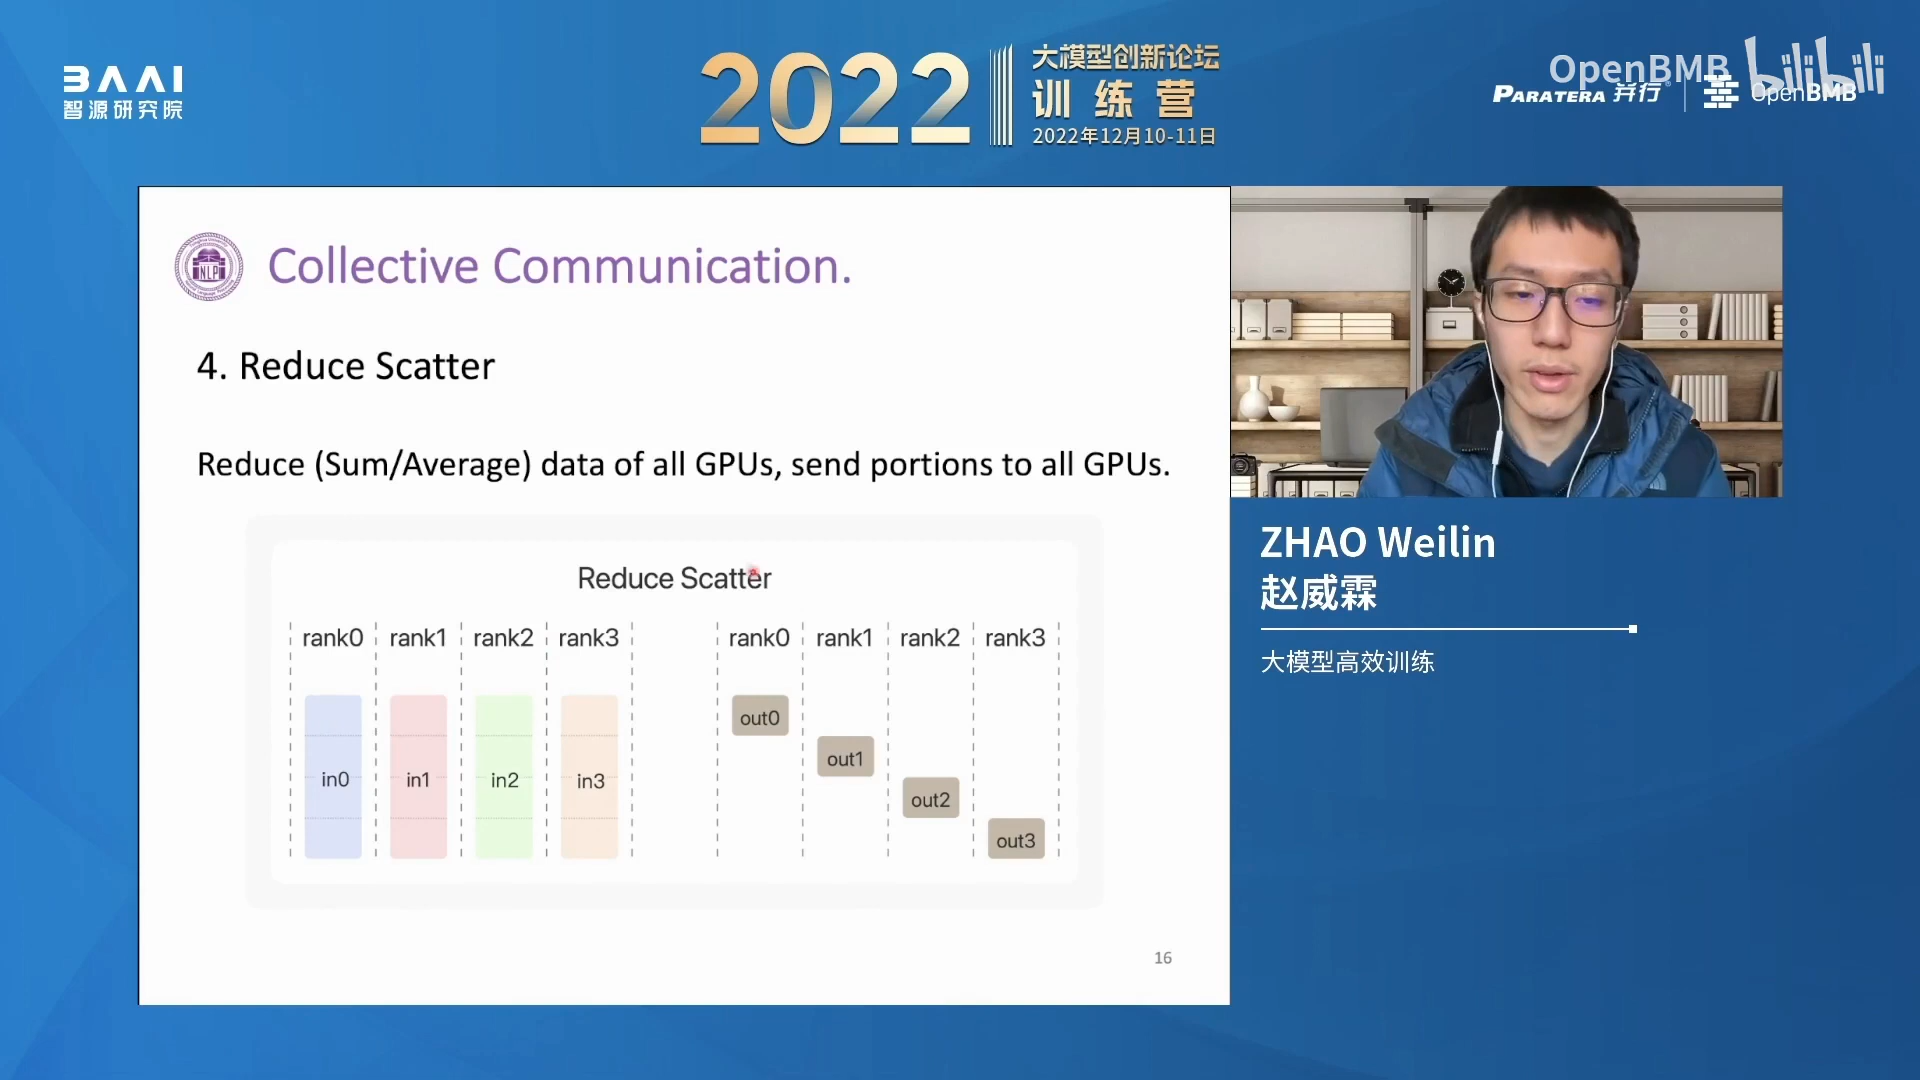 BAAI
智源研究院
2022
大模型创新论坛
训练营
2022年12月10-11日
OpenBMB
bilibili
PARATERA 并行
OpenBMB
NLP
Collective Communication.
4. Reduce Scatter
Reduce (Sum/Average) data of all GPUs, send portions to all GPUs.
Reduce Scatter
rank0 rank1 rank2 rank3 rank0 rank1 rank2 rank3
out0
out1
in0 in1 in2 in3
out2
out3
16
ZHAO Weilin
赵威霖
大模型高效训练